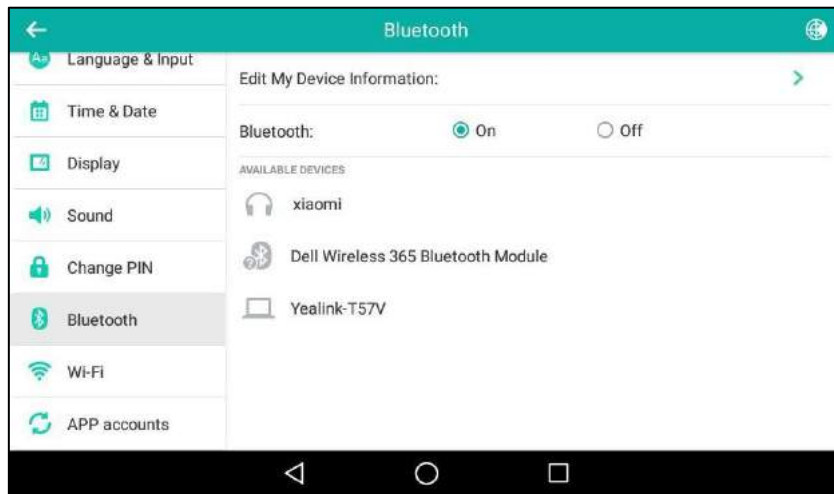 Bluetooth
Aa Language & Input
Time & Date
Display
Sound
Change PIN
Bluetooth
Wi-Fi
APP accounts
Edit My Device Information:
Bluetooth: On Off
AVAILABLE DEVICES
xiaomi
Dell Wireless 365 Bluetooth Module
Yealink-T57V